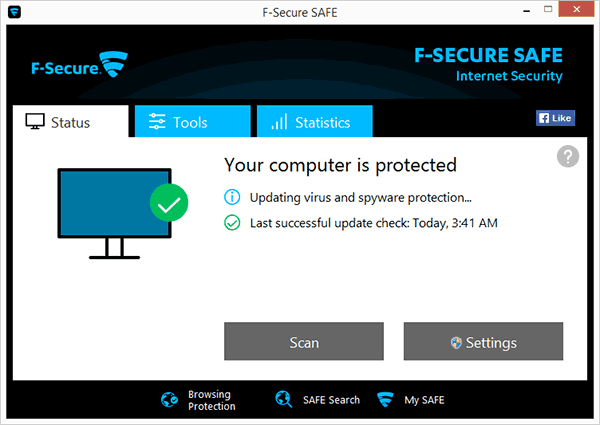 F-Secure SAFE
F-Secure.
F-SECURE SAFE
Internet Security
Status
Tools
Statistics
Like
Your computer is protected
?
Updating virus and spyware protection...
Last successful update check: Today, 3:41 AM
Scan
Settings
Browsing
Protection
SAFE Search
My SAFE